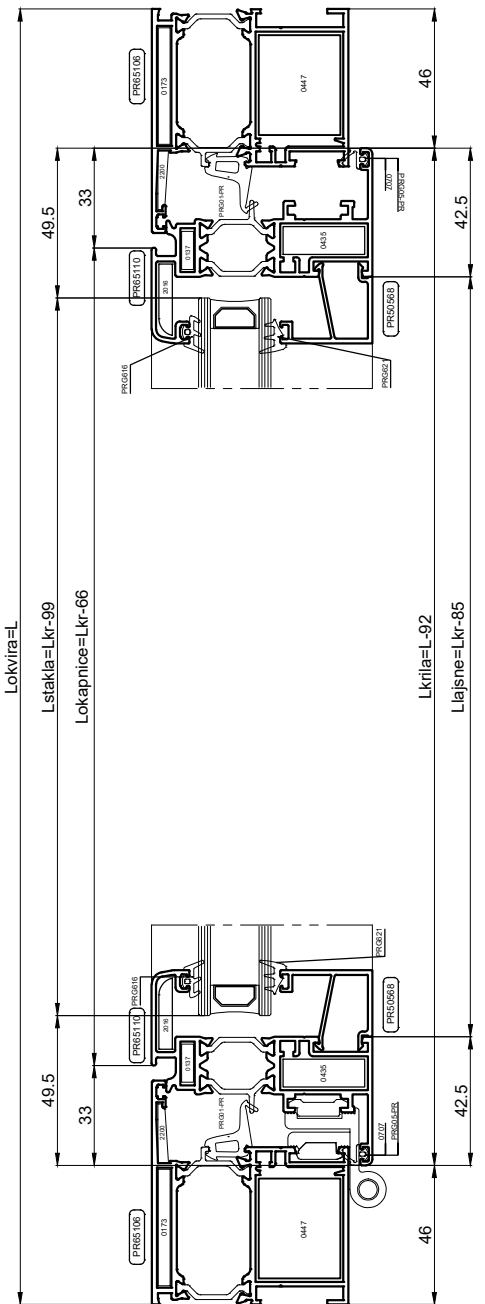 PR65106
0173
0447
46
49.5
33
2200
PRG01-PR
0707
PRG05-PR
42.5
PR65110
0137
0435
2016
PR50568
PRG616
PRG621
Lokvira=L
Lstakla=Lkr-99
Lokapnice=Lkr-66
Lkrila=L-92
Llajsne=Lkr-85
PRG616
PRG621
PR65110
2016
PR50568
0137
0435
49.5
33
2200
PRG01-PR
0707
PRG05-PR
42.5
PR65106
0173
0447
46